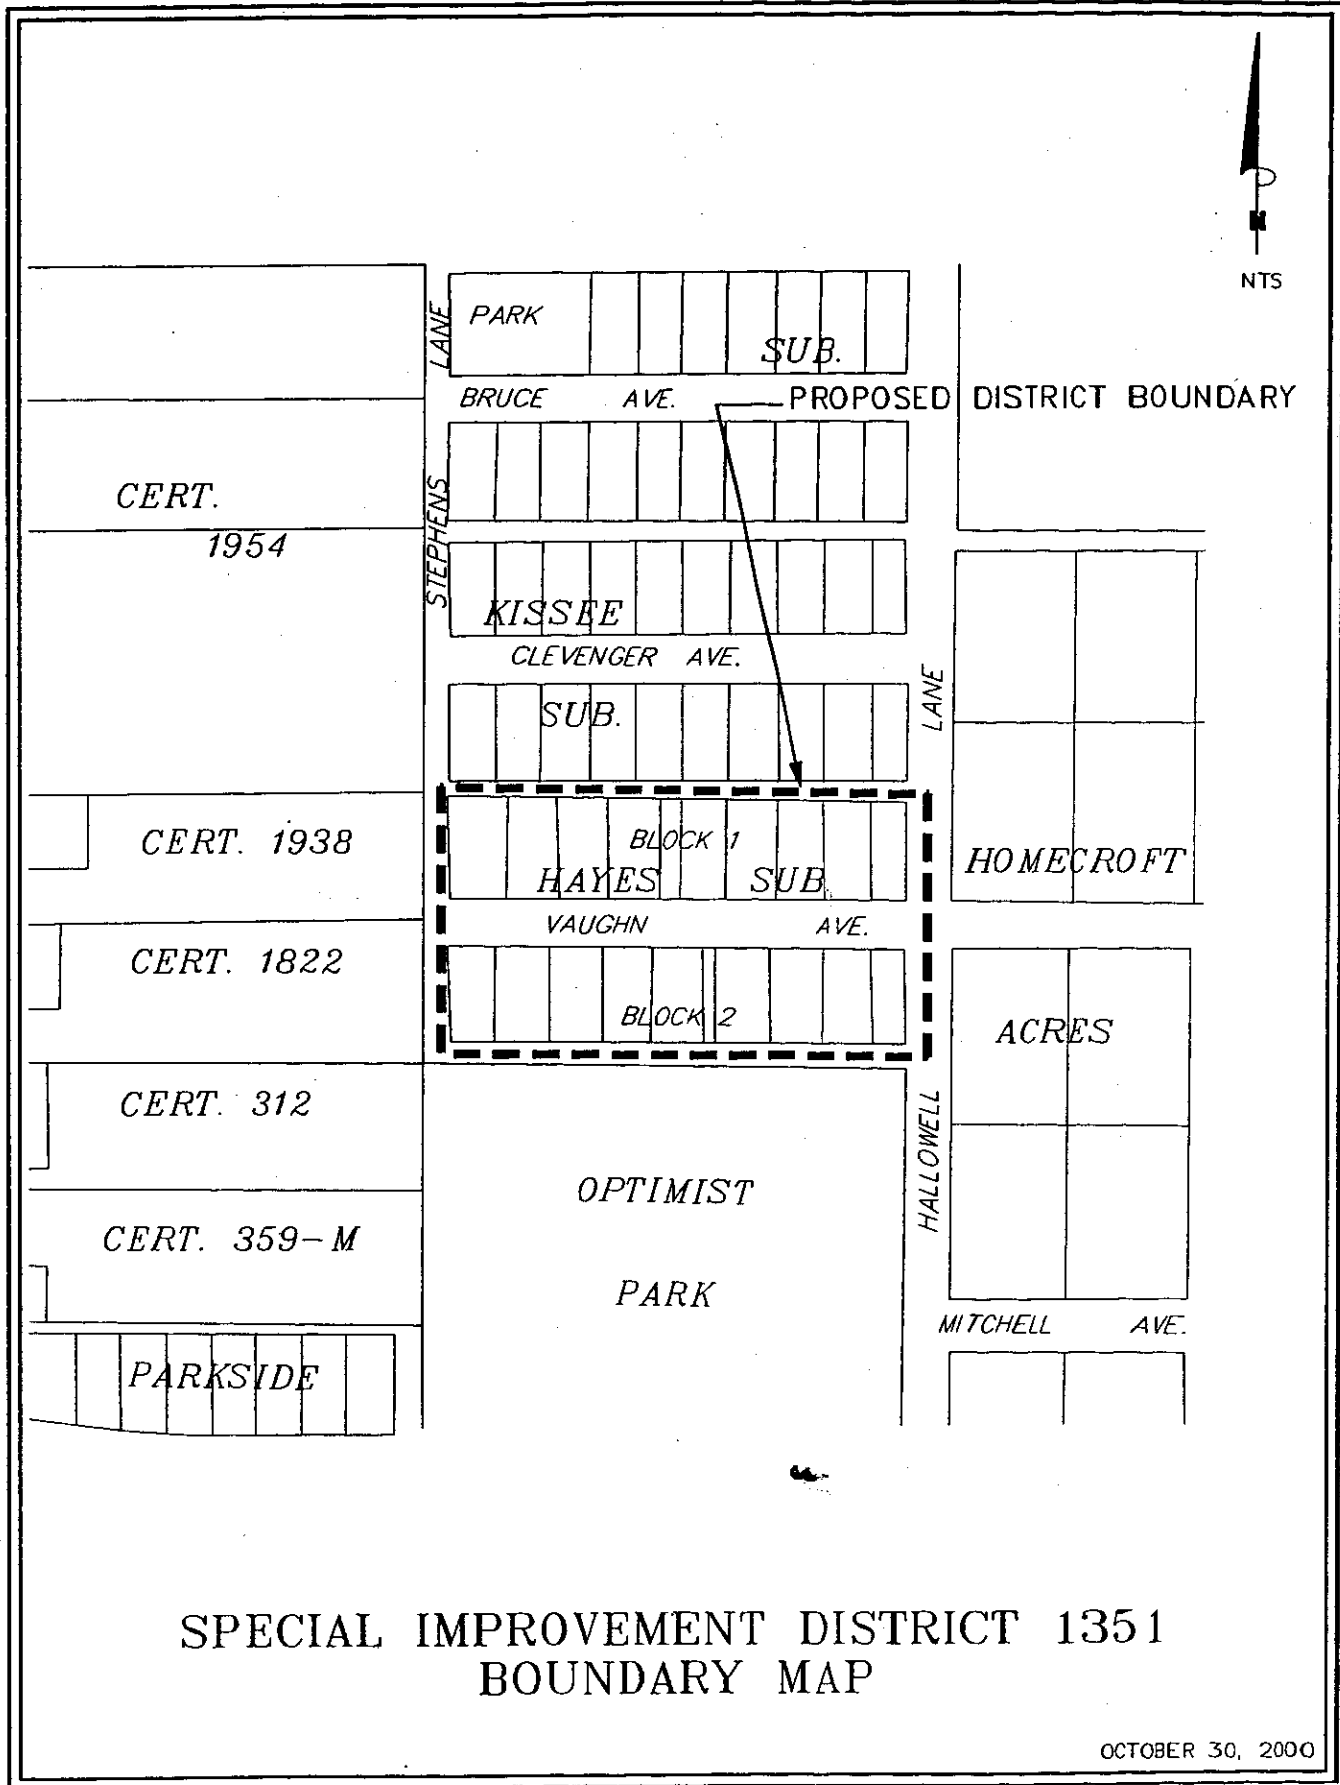 N
NTS
PARK
SUB.
LANE
STEPHENS
BRUCE AVE.
PROPOSED DISTRICT BOUNDARY
CERT.
1954
KISSEE
CLEVENGER AVE.
SUB.
LANE
HALLOWELL
CERT. 1938
BLOCK 1
HAYES SUB
HOMECROFT
VAUGHN AVE.
CERT. 1822
BLOCK 2
ACRES
CERT. 312
OPTIMIST
PARK
CERT. 359-M
MITCHELL AVE.
PARKSIDE
SPECIAL IMPROVEMENT DISTRICT 1351
BOUNDARY MAP
OCTOBER 30, 2000